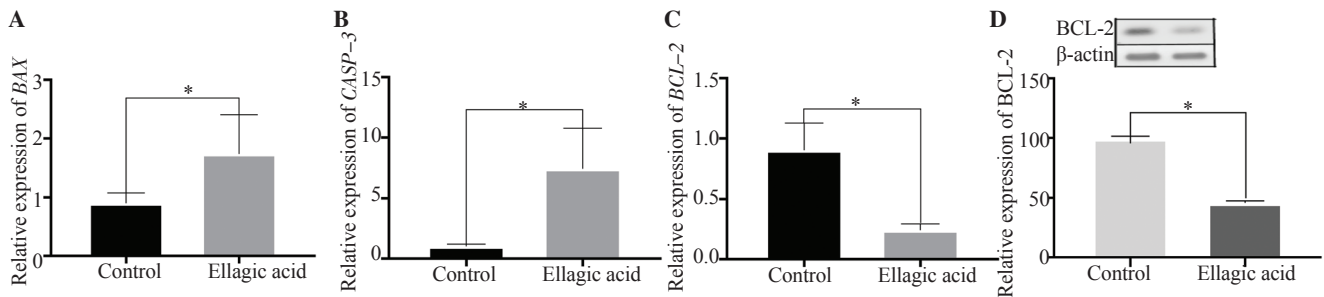 A
Relative expression of BAX
3
2
1
0
*
Control
Ellagic acid
B
Relative expression of CASP–3
15
10
5
0
*
Control
Ellagic acid
C
Relative expression of BCL–2
1.5
1.0
0.5
0.0
*
Control
Ellagic acid
D
BCL-2
β-actin
Relative expression of BCL-2
150
100
50
0
*
Control
Ellagic acid